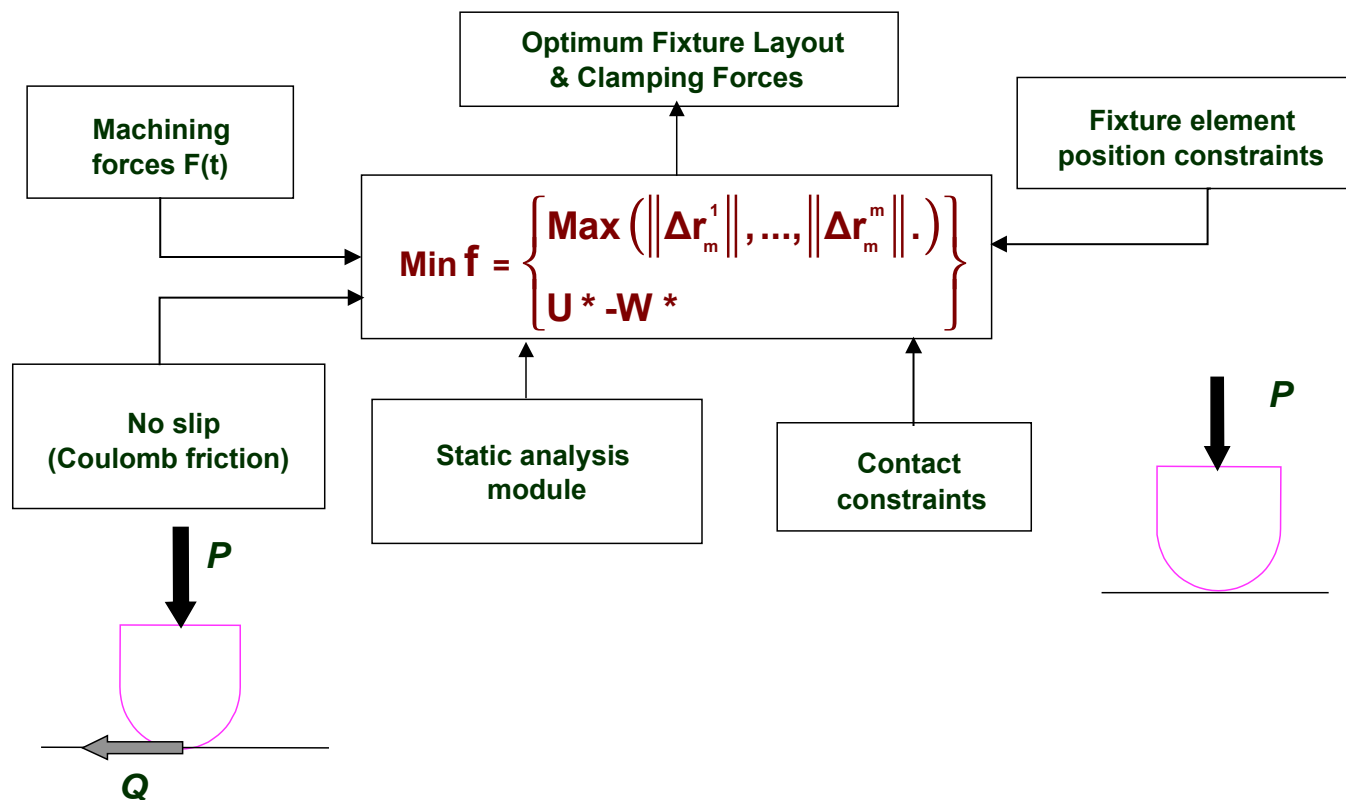 Optimum Fixture Layout
& Clamping Forces
Machining
forces F(t)
Fixture element
position constraints
Min f = { Max ( ‖Δr_m^1‖ , ..., ‖Δr_m^m‖ . )
U * -W * }
No slip
(Coulomb friction)
Static analysis
module
Contact
constraints
P
P
Q